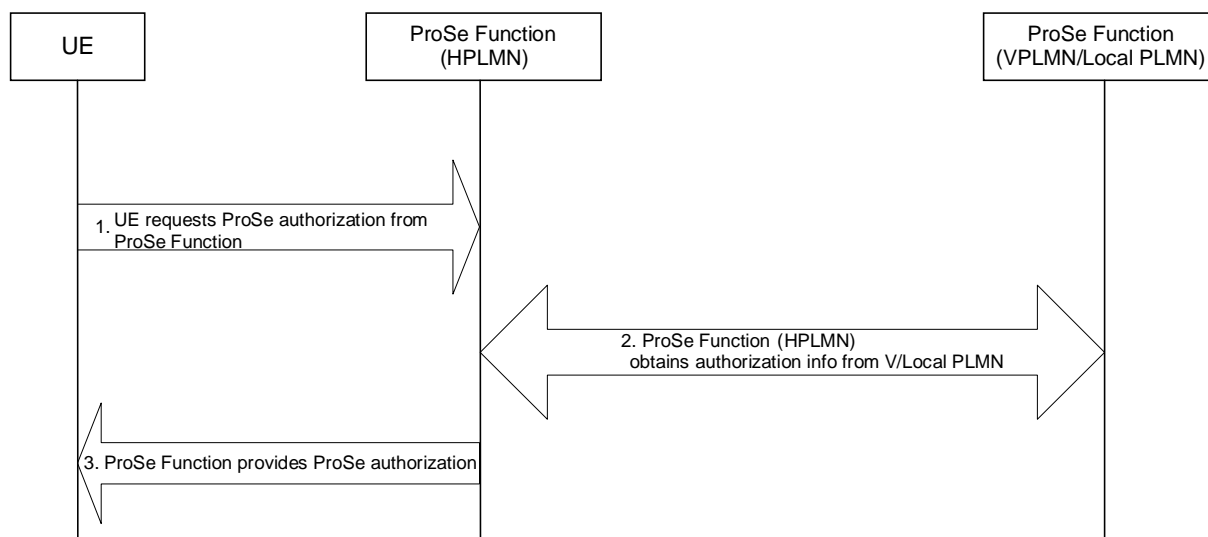 UE
ProSe Function
(HPLMN)
ProSe Function
(VPLMN/Local PLMN)
1. UE requests ProSe authorization from
ProSe Function
2. ProSe Function (HPLMN)
obtains authorization info from V/Local PLMN
3. ProSe Function provides ProSe authorization